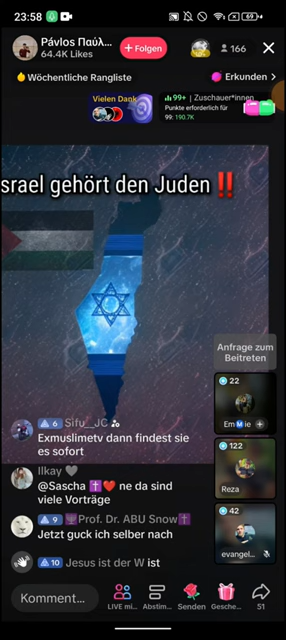 23:58
69
Pávlos Παύλ...
64.4K Likes
+ Folgen
166
Wöchentliche Rangliste
Erkunden >
Vielen Dank
99+ | Zuschauer*innen
Punkte erforderlich für
99: 190.7K
srael gehört den Juden ‼️
Anfrage zum
Beitreten
22
Em M ie +
122
Reza
42
evangel...
6 Sifu__JC
Exmuslimetv dann findest sie
es sofort
Ilkay 🩶
@Sascha ✝️❤️ ne da sind
viele Vorträge
9 🕎Prof. Dr. ABU Snow✝️
Jetzt guck ich selber nach
10 Jesus ist der W ist
Komment...
LIVE mi...
Abstim...
Senden
Gesche...
51